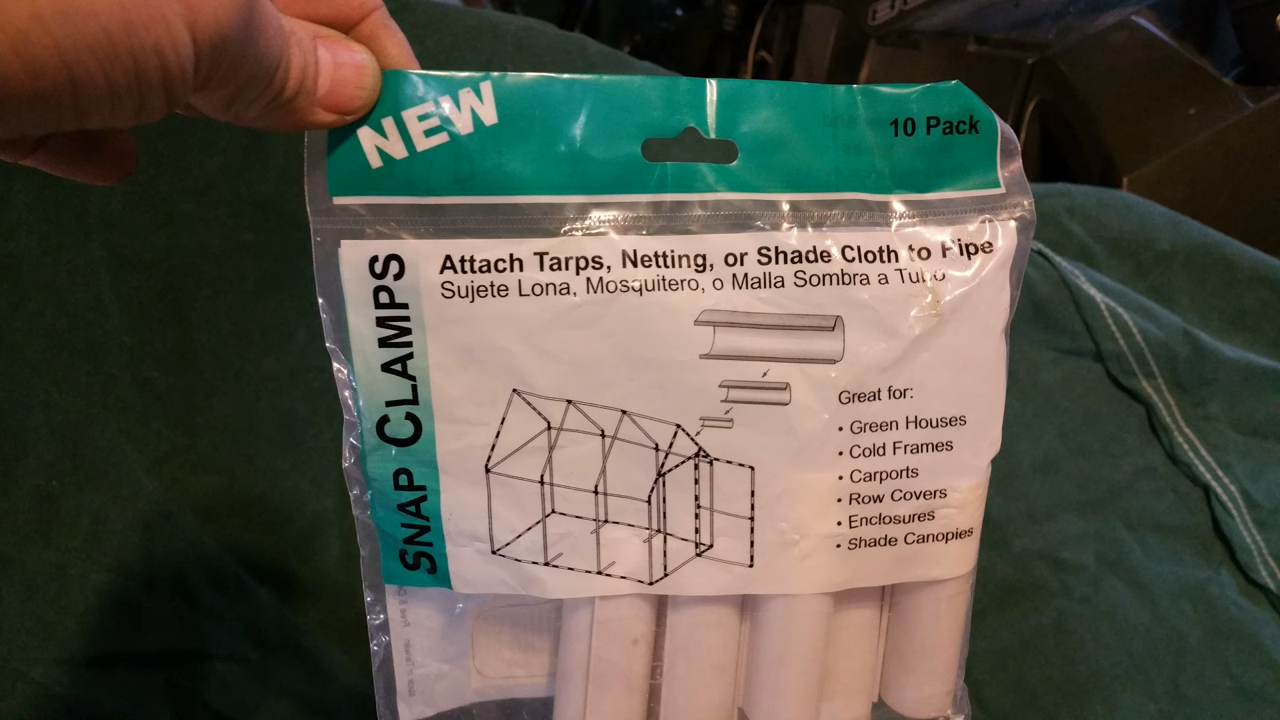 NEW
10 Pack
SNAP CLAMPS
Attach Tarps, Netting, or Shade Cloth to Pipe
Sujete Lona, Mosquitero, o Malla Sombra a Tubo
Great for:
• Green Houses
• Cold Frames
• Carports
• Row Covers
• Enclosures
• Shade Canopies